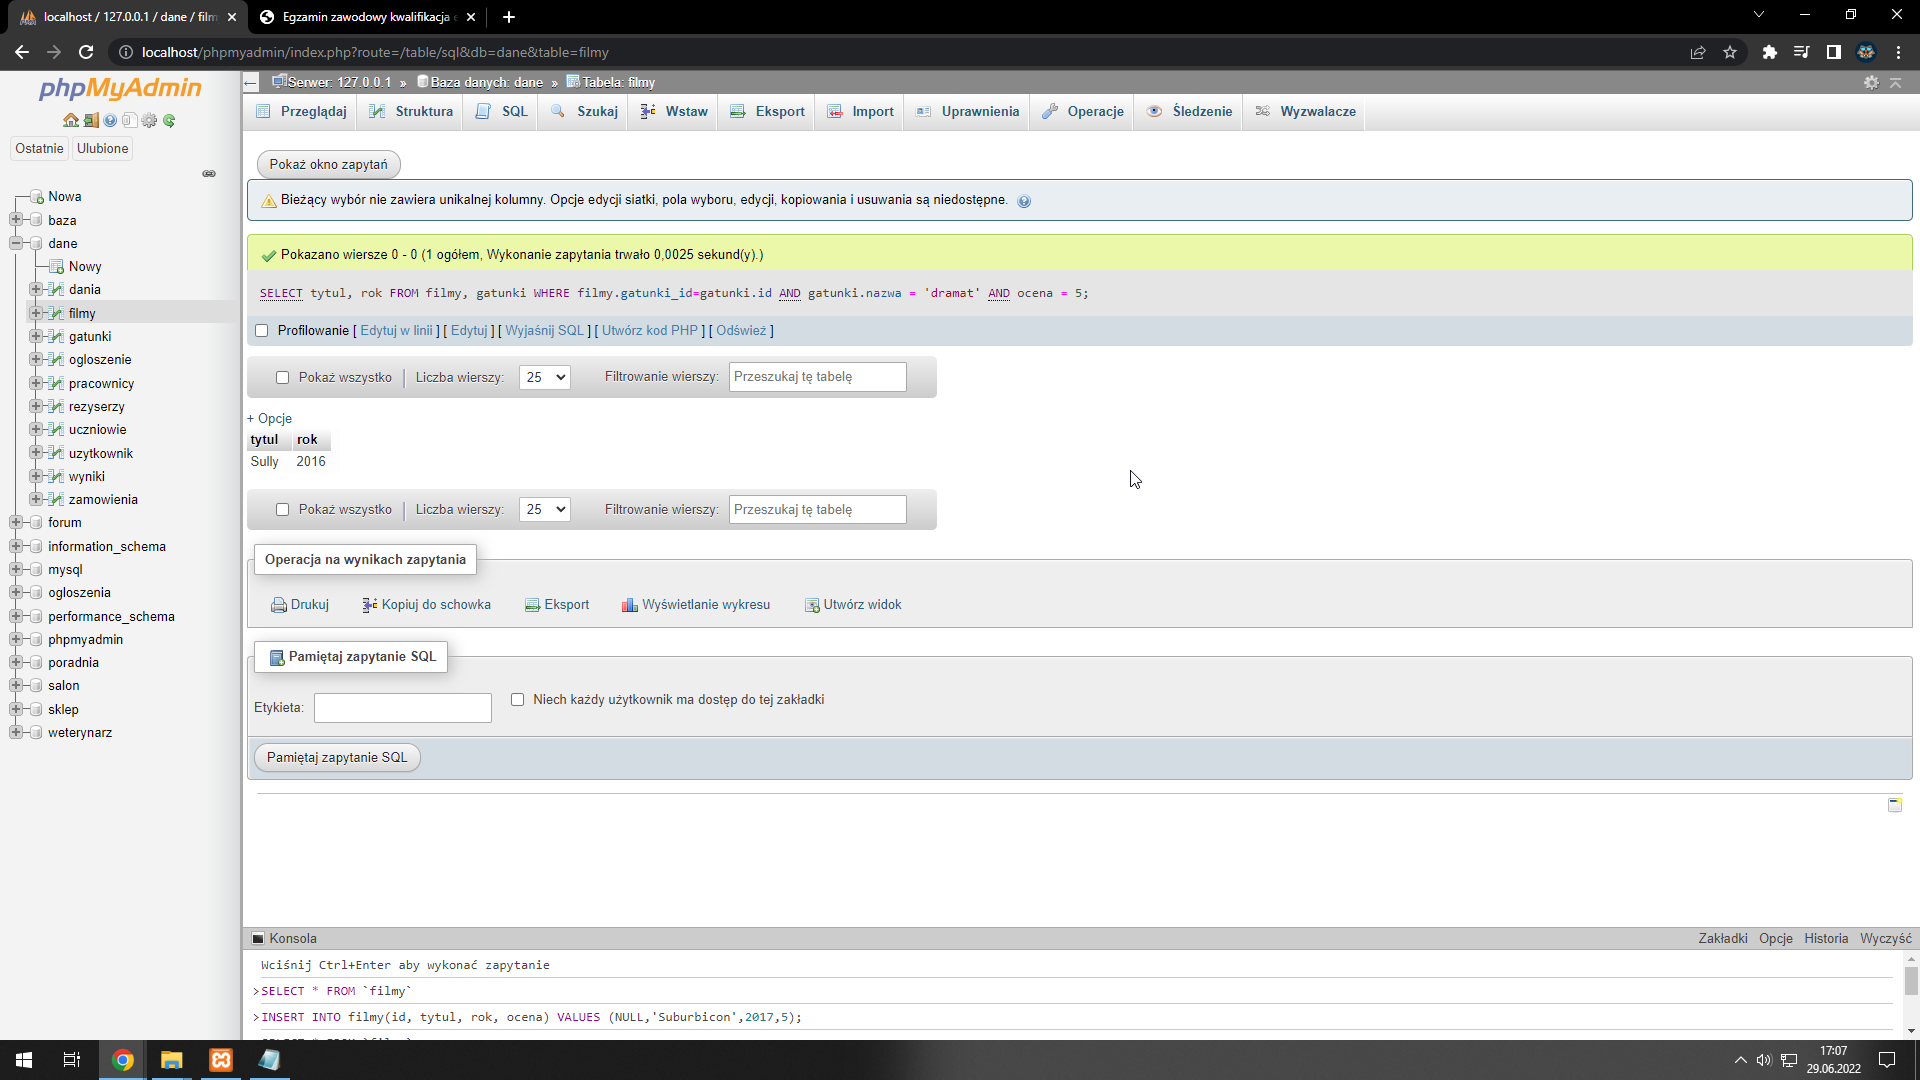 localhost / 127.0.0.1 / dane / film
Egzamin zawodowy kwalifikacja
localhost/phpmyadmin/index.php?route=/table/sql&db=dane&table=filmy
phpMyAdmin
Ostatnie
Ulubione
Nowa
baza
dane
Nowy
dania
filmy
gatunki
ogloszenie
pracownicy
rezyserzy
uczniowie
uzytkownik
wyniki
zamowienia
forum
information_schema
mysql
ogloszenia
performance_schema
phpmyadmin
poradnia
salon
sklep
weterynarz
Serwer: 127.0.0.1 » Baza danych: dane » Tabela: filmy
Przeglądaj Struktura SQL Szukaj Wstaw Eksport Import Uprawnienia Operacje Śledzenie Wyzwalacze
Pokaż okno zapytań
Bieżący wybór nie zawiera unikalnej kolumny. Opcje edycji siatki, pola wyboru, edycji, kopiowania i usuwania są niedostępne.
Pokazano wiersze 0 - 0 (1 ogółem, Wykonanie zapytania trwało 0,0025 sekund(y).)
SELECT tytul, rok FROM filmy, gatunki WHERE filmy.gatunki_id=gatunki.id AND gatunki.nazwa = 'dramat' AND ocena = 5;
Profilowanie [ Edytuj w linii ] [ Edytuj ] [ Wyjaśnij SQL ] [ Utwórz kod PHP ] [ Odśwież ]
Pokaż wszystko | Liczba wierszy: 25 Filtrowanie wierszy: Przeszukaj tę tabelę
+ Opcje
tytul rok
Sully 2016
Pokaż wszystko | Liczba wierszy: 25 Filtrowanie wierszy: Przeszukaj tę tabelę
Operacja na wynikach zapytania
Drukuj Kopiuj do schowka Eksport Wyświetlanie wykresu Utwórz widok
Pamiętaj zapytanie SQL
Etykieta: Niech każdy użytkownik ma dostęp do tej zakładki
Pamiętaj zapytanie SQL
Konsola Zakładki Opcje Historia Wyczyść
Wciśnij Ctrl+Enter aby wykonać zapytanie
>SELECT * FROM `filmy`
>INSERT INTO filmy(id, tytul, rok, ocena) VALUES (NULL,'Suburbicon',2017,5);
17:07
29.06.2022